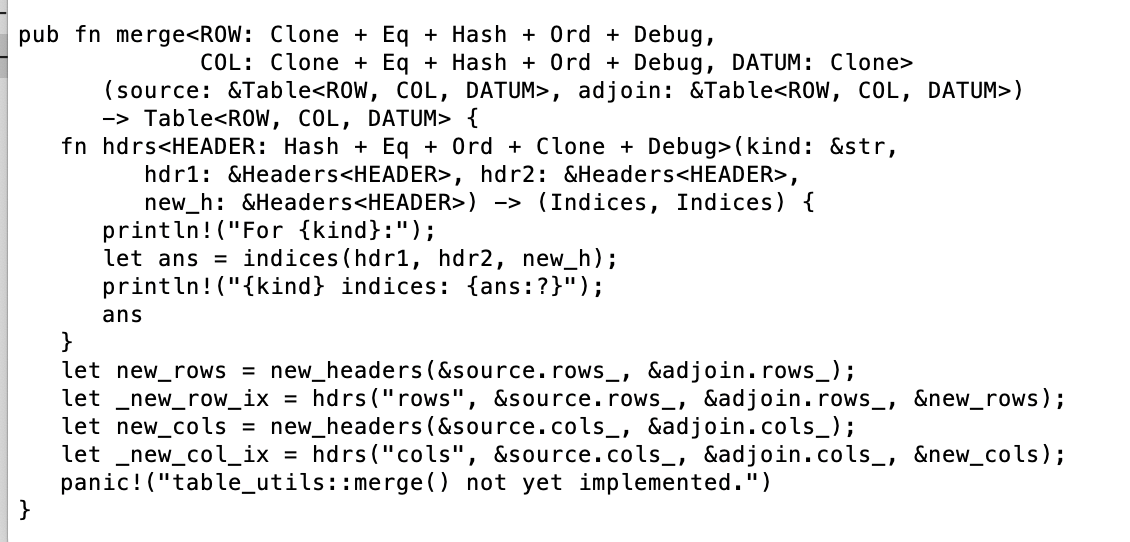 pub fn merge<ROW: Clone + Eq + Hash + Ord + Debug,
             COL: Clone + Eq + Hash + Ord + Debug, DATUM: Clone>
      (source: &Table<ROW, COL, DATUM>, adjoin: &Table<ROW, COL, DATUM>)
      -> Table<ROW, COL, DATUM> {
   fn hdrs<HEADER: Hash + Eq + Ord + Clone + Debug>(kind: &str,
         hdr1: &Headers<HEADER>, hdr2: &Headers<HEADER>,
         new_h: &Headers<HEADER>) -> (Indices, Indices) {
      println!("For {kind}:");
      let ans = indices(hdr1, hdr2, new_h);
      println!("{kind} indices: {ans:?}");
      ans
   }
   let new_rows = new_headers(&source.rows_, &adjoin.rows_);
   let _new_row_ix = hdrs("rows", &source.rows_, &adjoin.rows_, &new_rows);
   let new_cols = new_headers(&source.cols_, &adjoin.cols_);
   let _new_col_ix = hdrs("cols", &source.cols_, &adjoin.cols_, &new_cols);
   panic!("table_utils::merge() not yet implemented.")
}